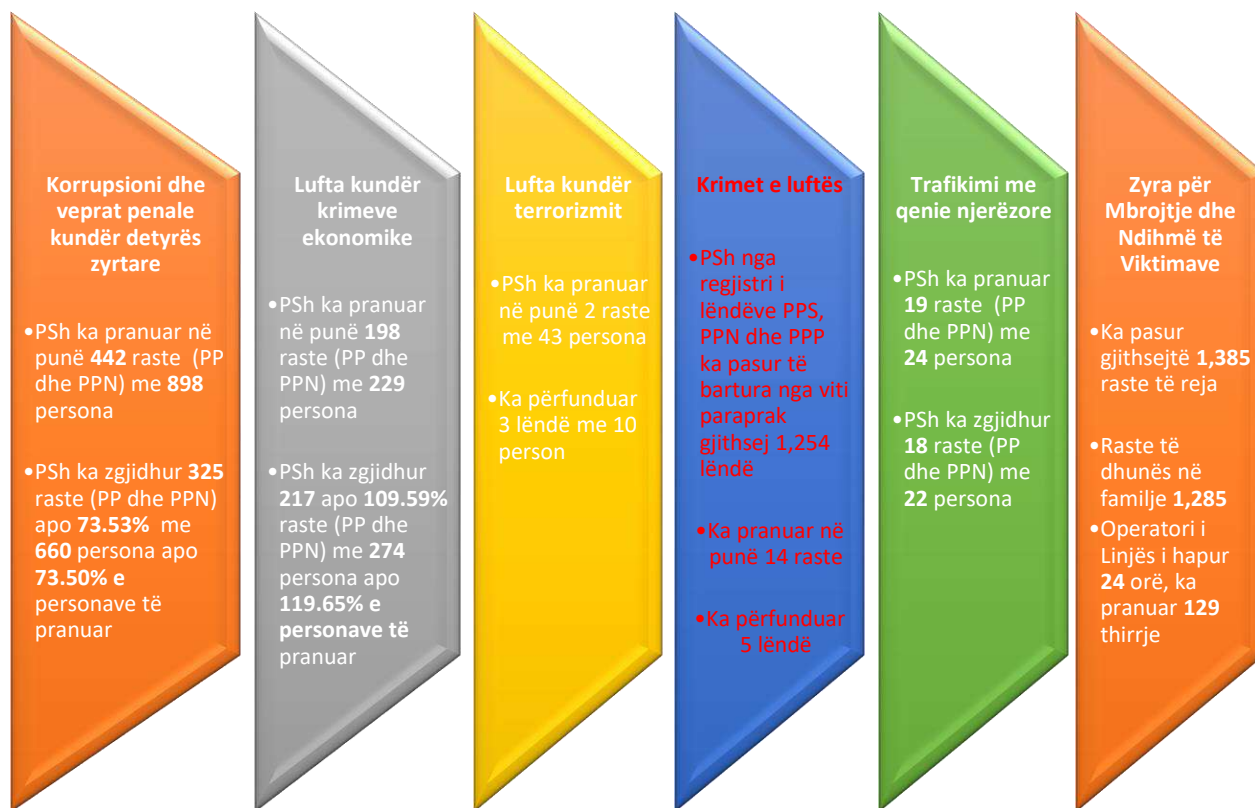 Korrupsioni dhe
veprat penale
kundër detyrës
zyrtare
•PSh ka pranuar në
punë 442 raste (PP
dhe PPN) me 898
persona
•PSh ka zgjidhur 325
raste (PP dhe PPN)
apo 73.53% me
660 persona apo
73.50% e
personave të
pranuar
Lufta kundër
krimeve
ekonomike
•PSh ka pranuar
në punë 198
raste (PP dhe
PPN) me 229
persona
•PSh ka zgjidhur
217 apo 109.59%
raste (PP dhe
PPN) me 274
persona apo
119.65% e
personave të
pranuar
Lufta kundër
terrorizmit
•PSh ka pranuar
në punë 2 raste
me 43 persona
•Ka përfunduar
3 lëndë me 10
person
Krimet e luftës
•PSh nga
regjistri i
lëndëve PPS,
PPN dhe PPP
ka pasur të
bartura nga viti
paraprak
gjithsej 1,254
lëndë
•Ka pranuar në
punë 14 raste
•Ka përfunduar
5 lëndë
Trafikimi me
qenie njerëzore
•PSh ka pranuar
19 raste (PP
dhe PPN) me
24 persona
•PSh ka zgjidhur
18 raste (PP
dhe PPN) me
22 persona
Zyra për
Mbrojtje dhe
Ndihmë të
Viktimave
•Ka pasur
gjithsejtë 1,385
raste të reja
•Raste të
dhunës në
familje 1,285
•Operatori i
Linjës i hapur
24 orë, ka
pranuar 129
thirrje